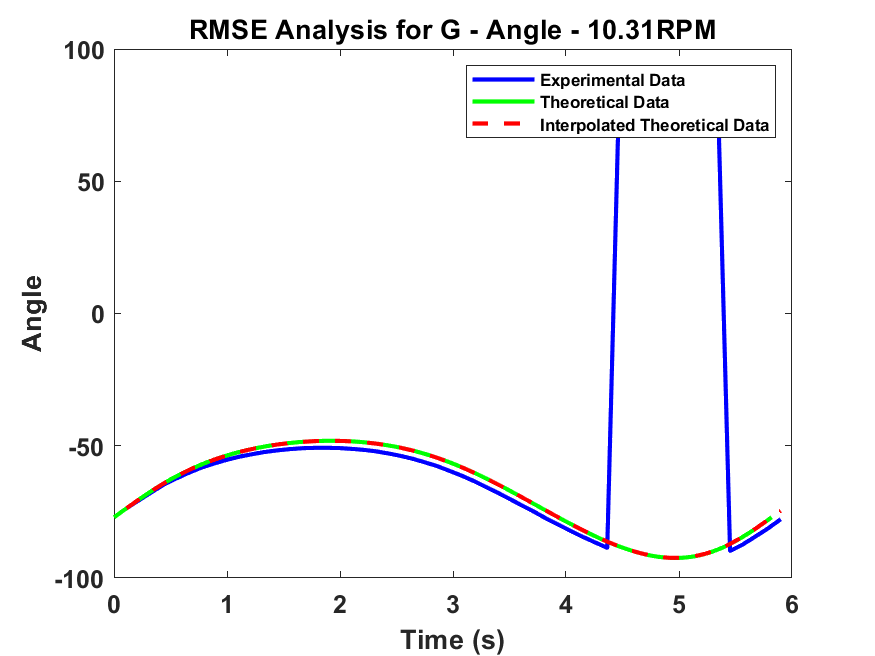 RMSE Analysis for G - Angle - 10.31RPM
100
Experimental Data
Theoretical Data
Interpolated Theoretical Data
50
0
-50
-100
Angle
0 1 2 3 4 5 6
Time (s)